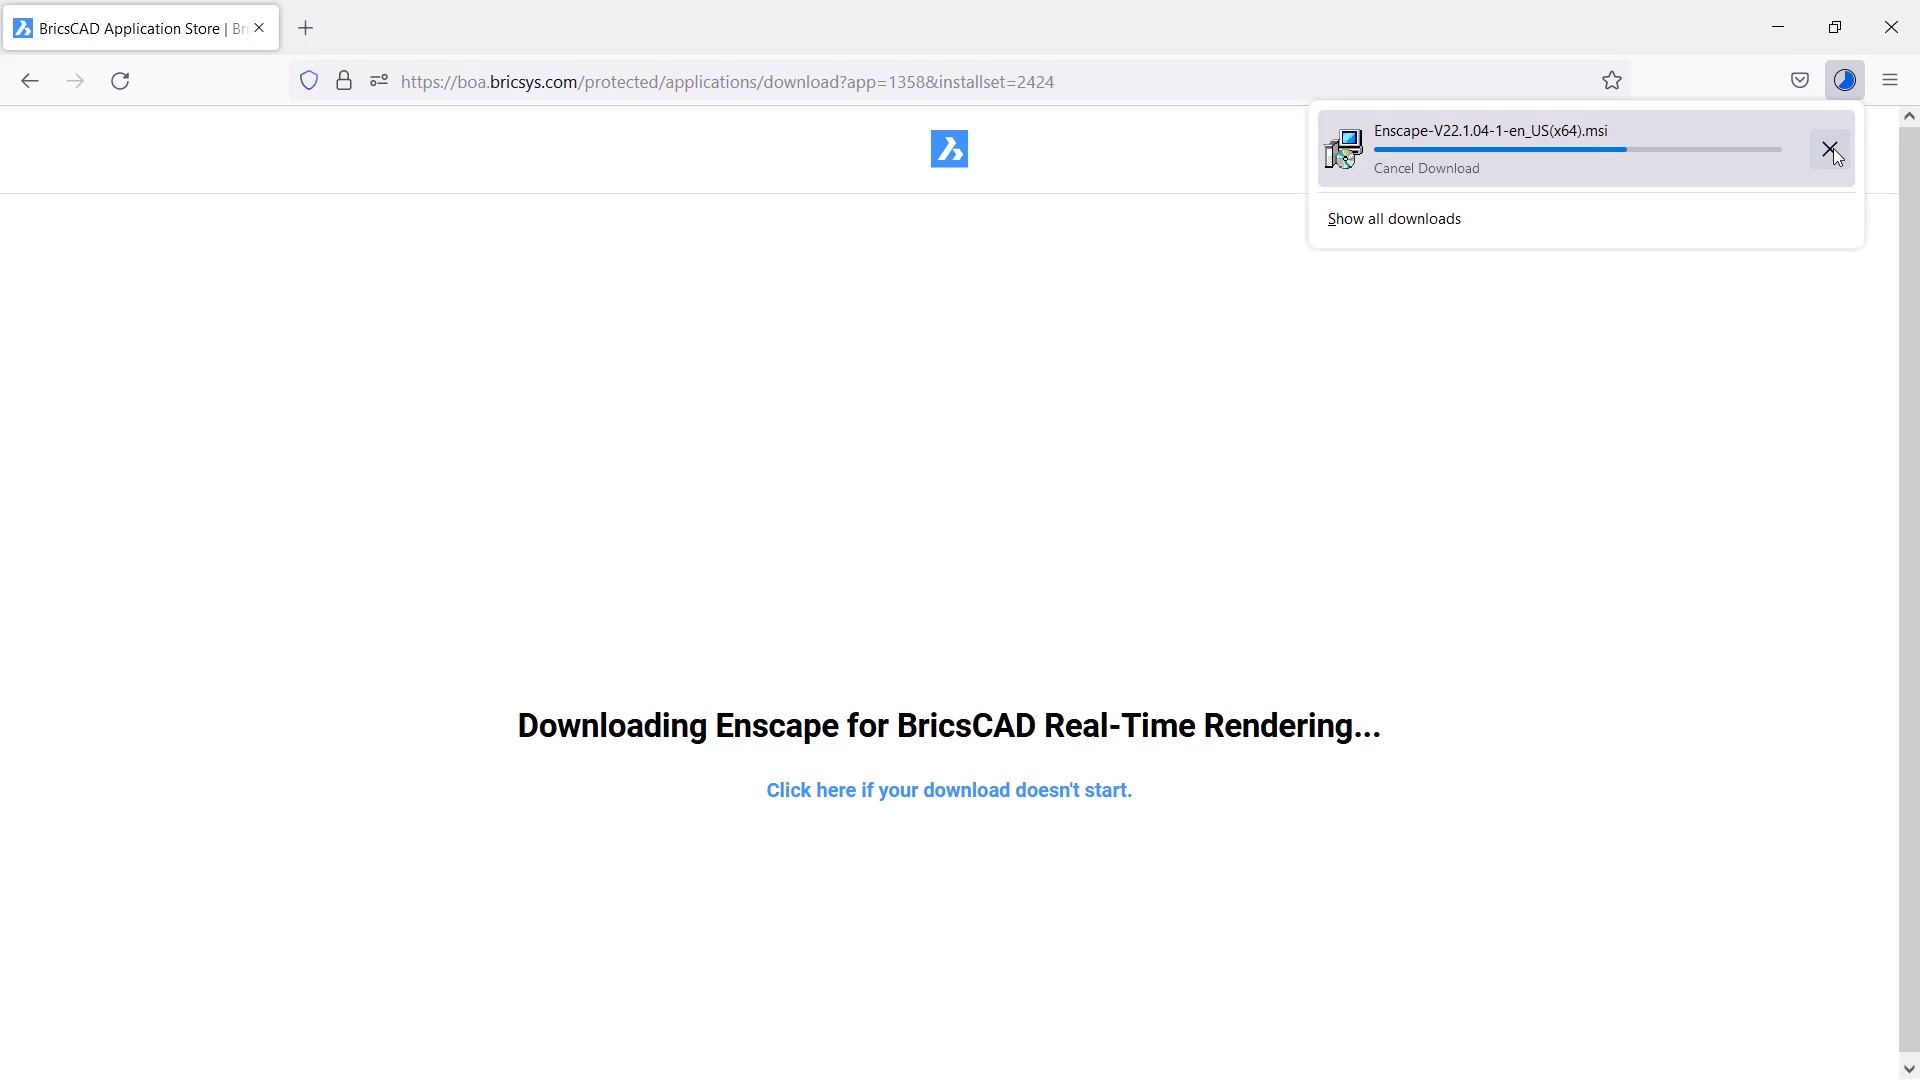 BricsCAD Application Store | Bri
https://boa.bricsys.com/protected/applications/download?app=1358&installset=2424
Enscape-V22.1.04-1-en_US(x64).msi
Cancel Download
Show all downloads
Downloading Enscape for BricsCAD Real-Time Rendering...
Click here if your download doesn't start.